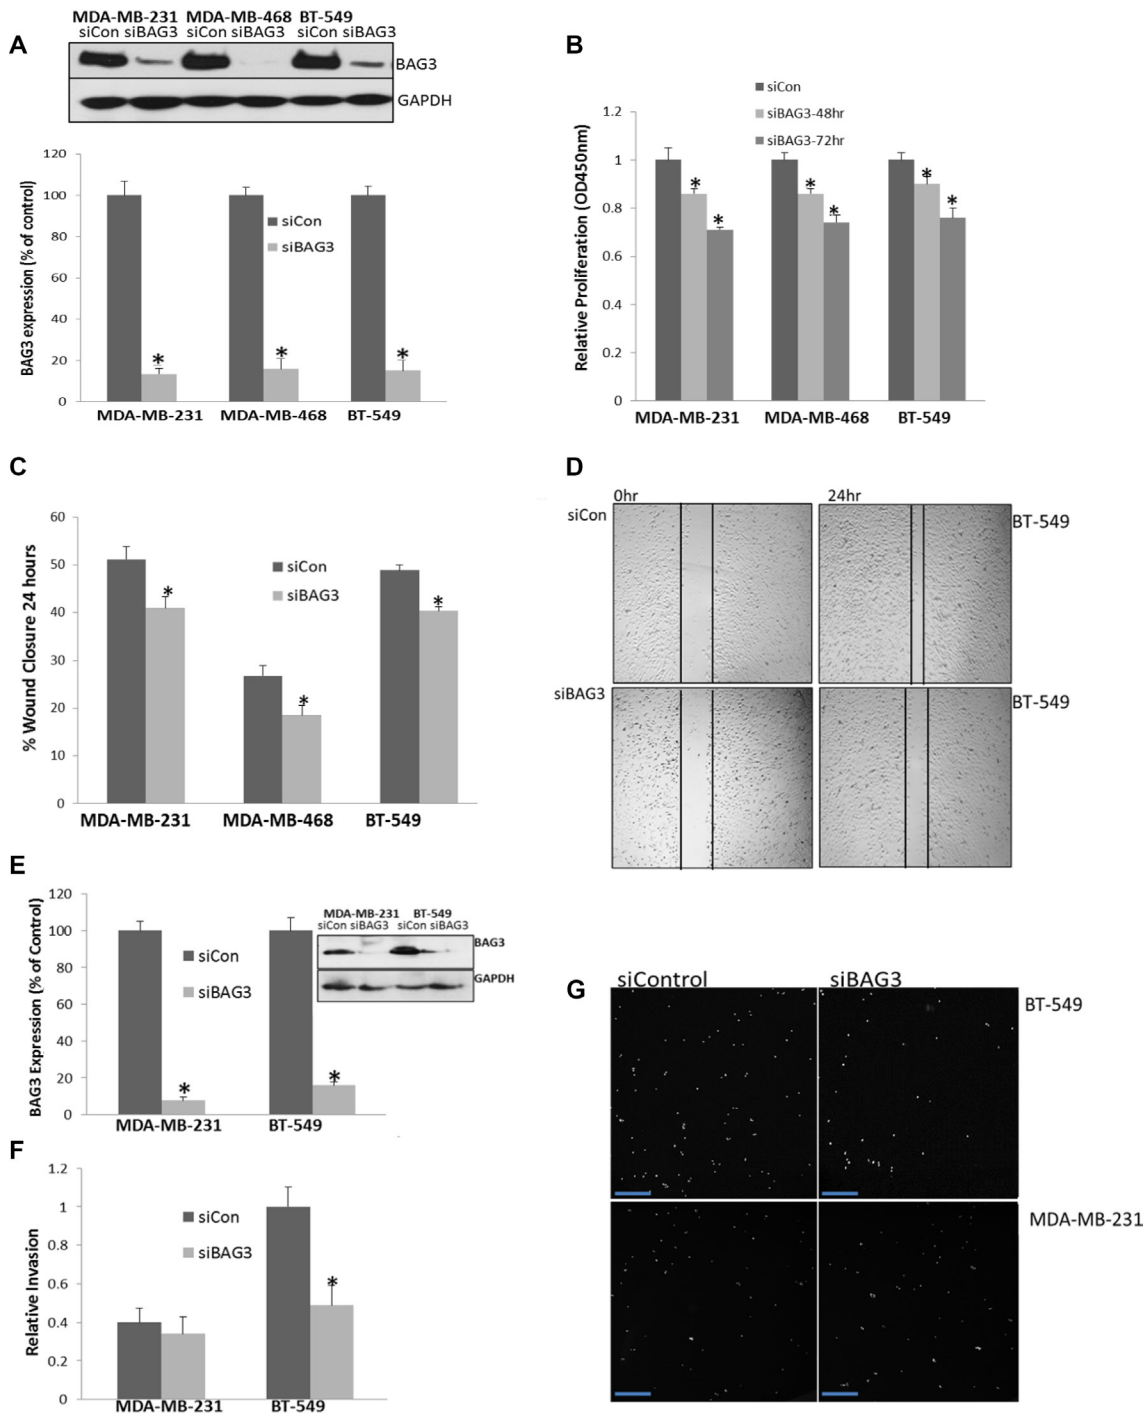 A
MDA-MB-231 MDA-MB-468 BT-549
siCon siBAG3 siCon siBAG3 siCon siBAG3
BAG3
GAPDH
BAG3 expression (% of control)
120
100
80
60
40
20
0
siCon
siBAG3
* * *
MDA-MB-231 MDA-MB-468 BT-549
B
siCon
siBAG3-48hr
siBAG3-72hr
Relative Proliferation (OD450nm)
1.2
1
0.8
0.6
0.4
0.2
0
* * * * * *
MDA-MB-231 MDA-MB-468 BT-549
C
% Wound Closure 24 hours
60
50
40
30
20
10
0
siCon
siBAG3
* * *
MDA-MB-231 MDA-MB-468 BT-549
D
0hr 24hr
siCon BT-549
siBAG3 BT-549
E
BAG3 Expression (% of Control)
120
100
80
60
40
20
0
siCon
siBAG3
MDA-MB-231 BT-549
siCon siBAG3 siCon siBAG3
BAG3
GAPDH
* *
MDA-MB-231 BT-549
F
Relative Invasion
1.2
1
0.8
0.6
0.4
0.2
0
siCon
siBAG3
*
MDA-MB-231 BT-549
G
siControl siBAG3
BT-549
MDA-MB-231